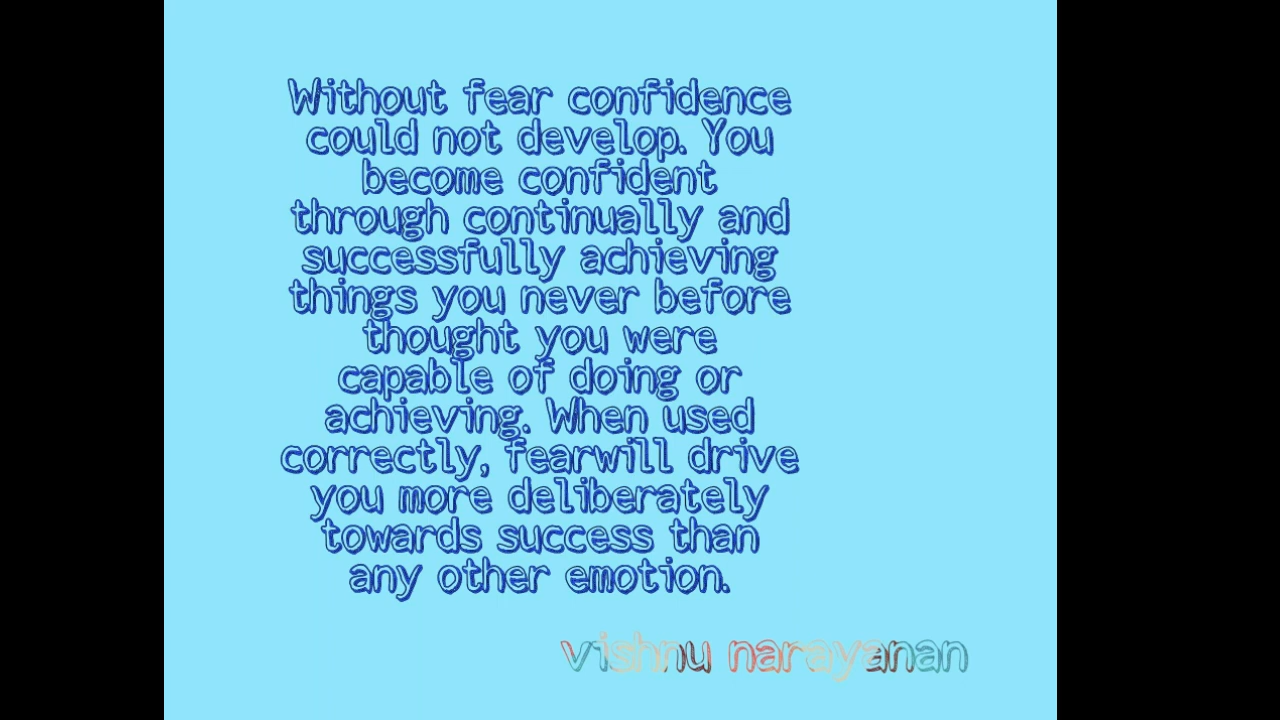 Without fear confidence
could not develop. You
become confident
through continually and
successfully achieving
things you never before
thought you were
capable of doing or
achieving. When used
correctly, fearwill drive
you more deliberately
towards success than
any other emotion.
vishnu narayanan